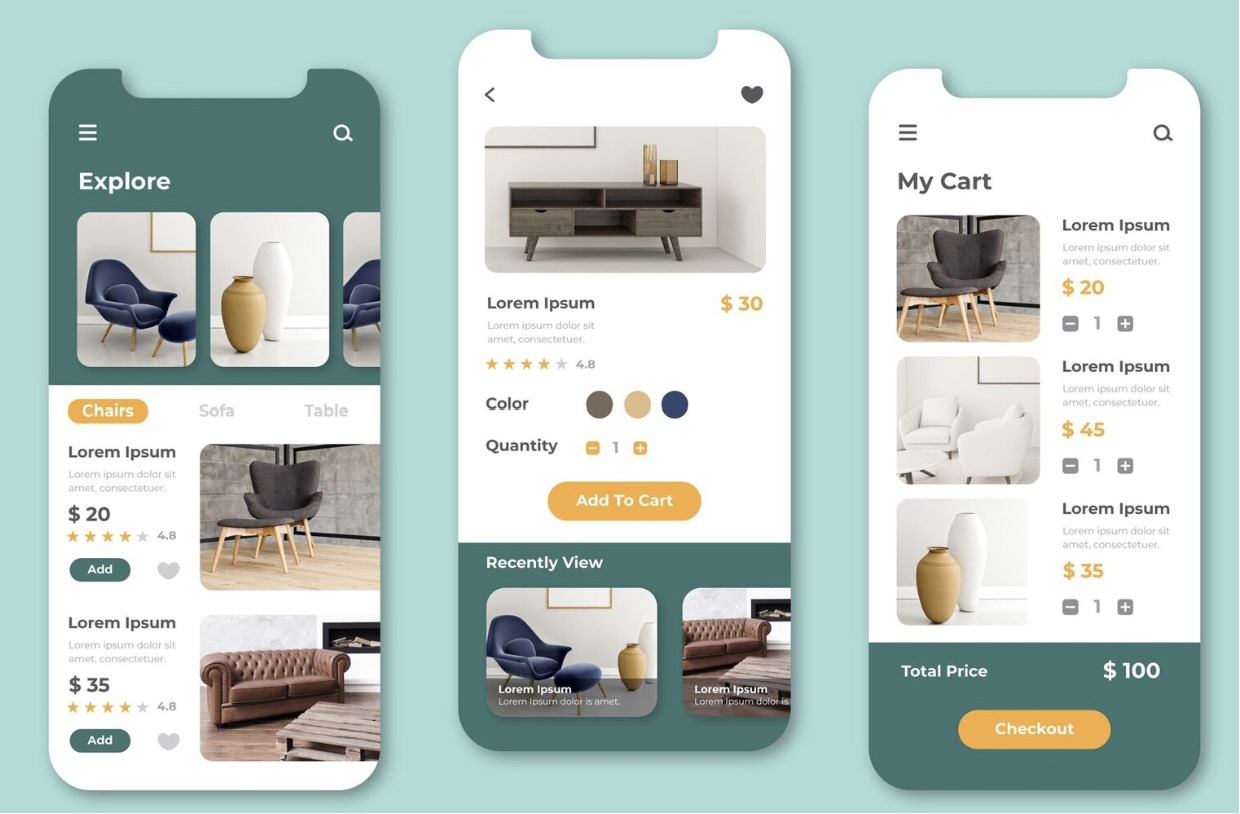 Explore
Chairs
Sofa
Table
Lorem Ipsum
Lorem ipsum dolor sit
amet, consectetuer.
$ 20
4.8
Add
Lorem Ipsum
Lorem ipsum dolor sit
amet, consectetuer.
$ 35
4.8
Add
Lorem Ipsum
$ 30
Lorem ipsum dolor sit
amet, consectetuer.
4.8
Color
Quantity
1
Add To Cart
Recently View
Lorem Ipsum
Lorem Ipsum dolor is amet.
Lorem Ipsum
Lorem Ipsum dolor is
My Cart
Lorem Ipsum
Lorem ipsum dolor sit
amet, consectetuer.
$ 20
1
Lorem Ipsum
Lorem ipsum dolor sit
amet, consectetuer.
$ 45
1
Lorem Ipsum
Lorem ipsum dolor sit
amet, consectetuer.
$ 35
1
Total Price
$ 100
Checkout